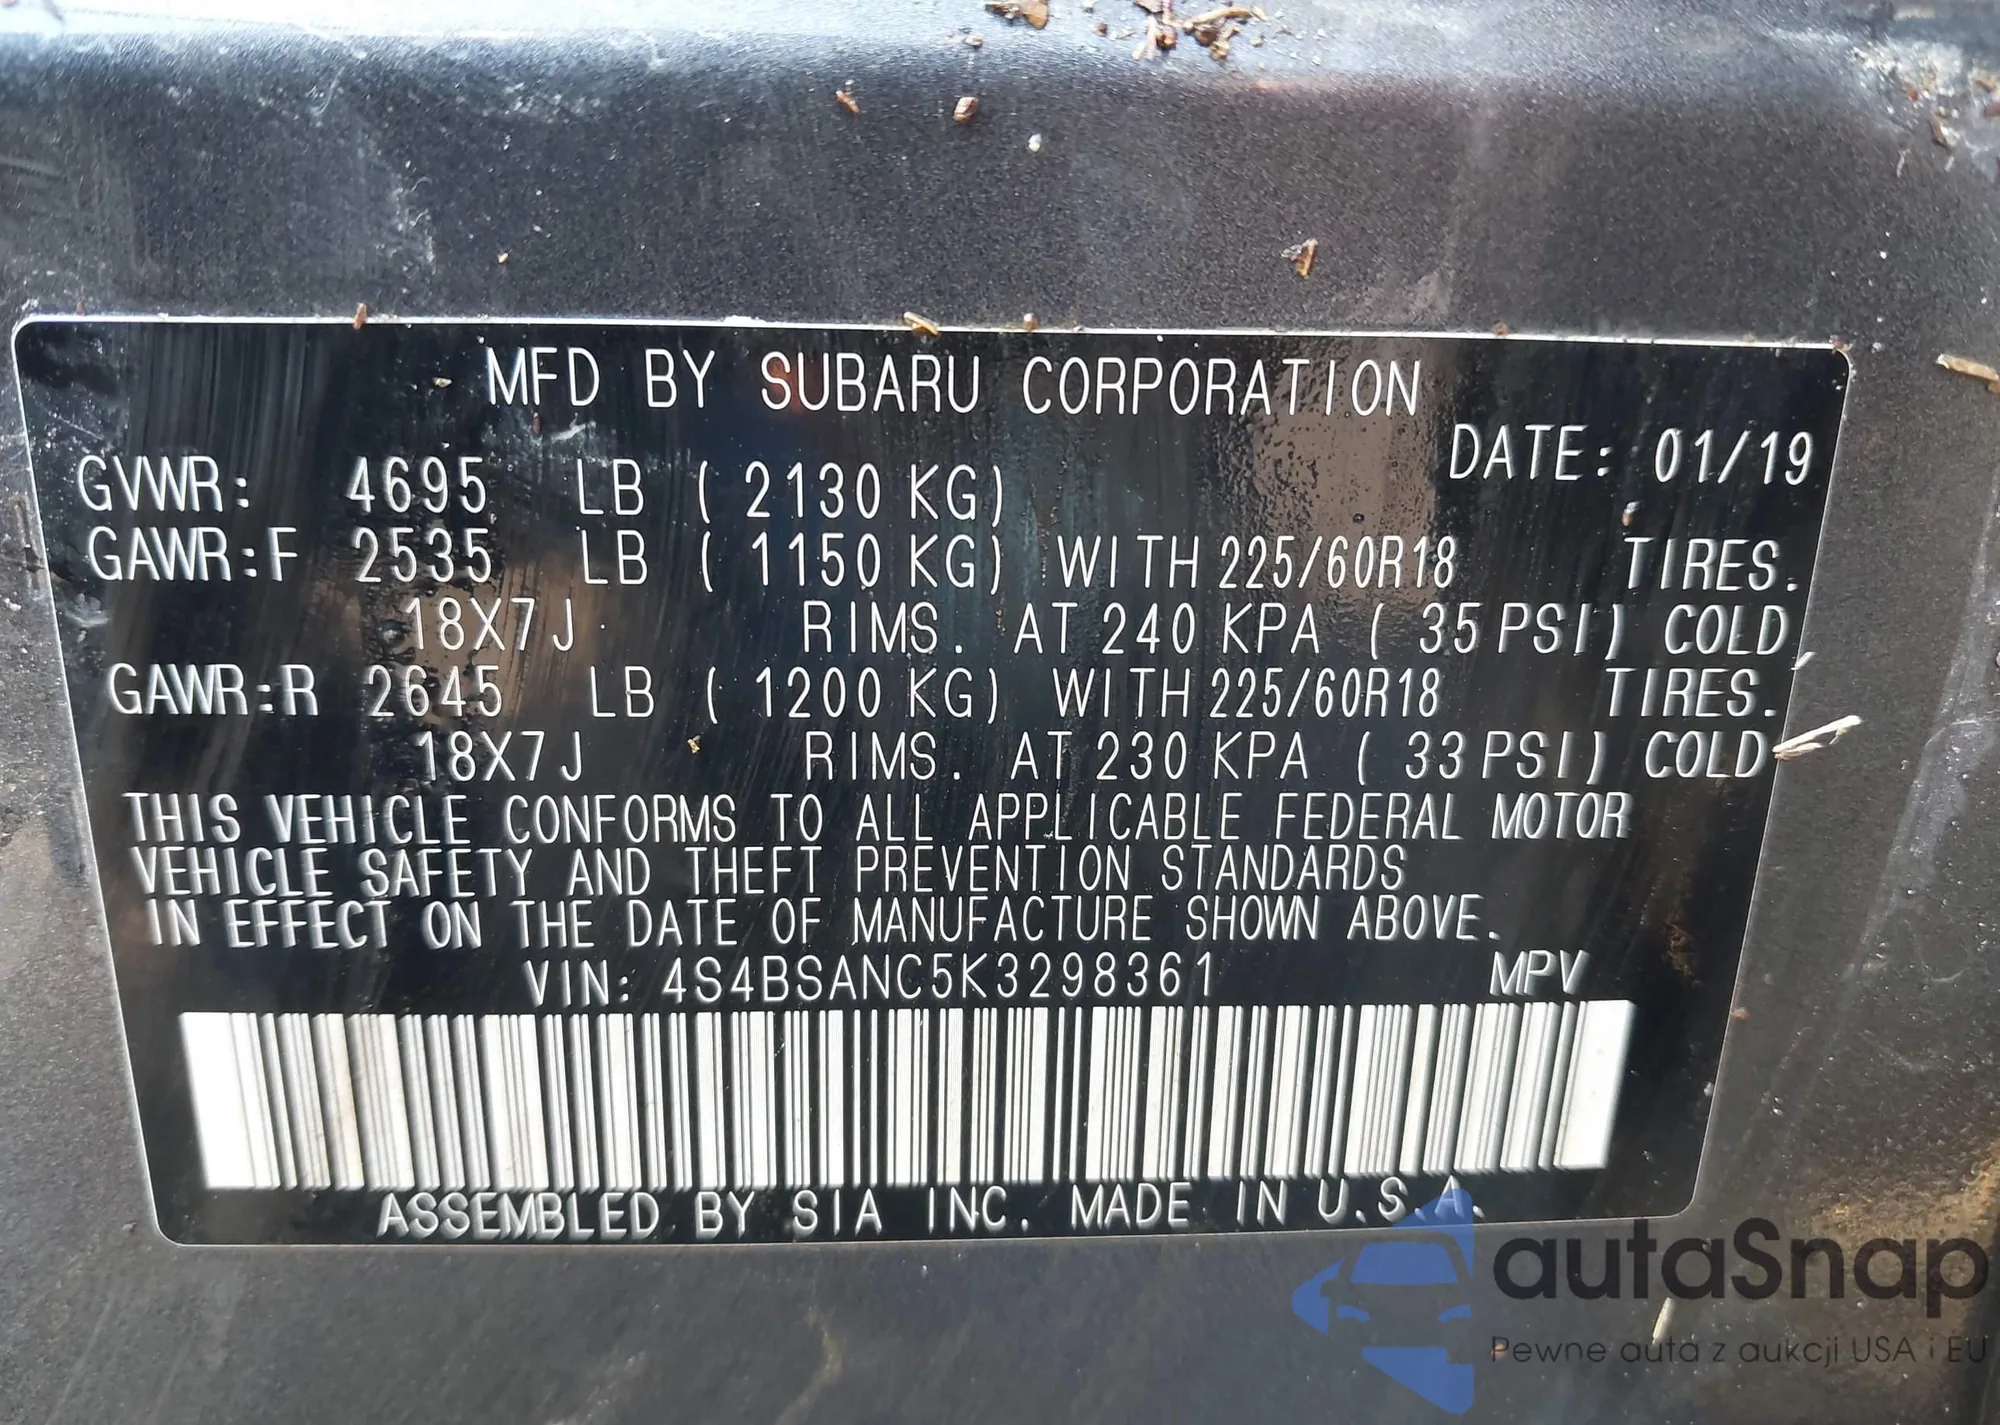 MFD BY SUBARU CORPORATION
DATE: 01/19
GVWR: 4695 LB ( 2130 KG)
GAWR:F 2535 LB ( 1150 KG) WITH 225/60R18 TIRES.
18X7J RIMS. AT 240 KPA ( 35 PSI) COLD
GAWR:R 2645 LB ( 1200 KG) WITH 225/60R18 TIRES.
18X7J RIMS. AT 230 KPA ( 33 PSI) COLD
THIS VEHICLE CONFORMS TO ALL APPLICABLE FEDERAL MOTOR
VEHICLE SAFETY AND THEFT PREVENTION STANDARDS
IN EFFECT ON THE DATE OF MANUFACTURE SHOWN ABOVE.
VIN: 4S4BSANC5K3298361 MPV
ASSEMBLED BY SIA INC. MADE IN U.S.A.
autaSnap
Pewne auta z aukcji USA i EU